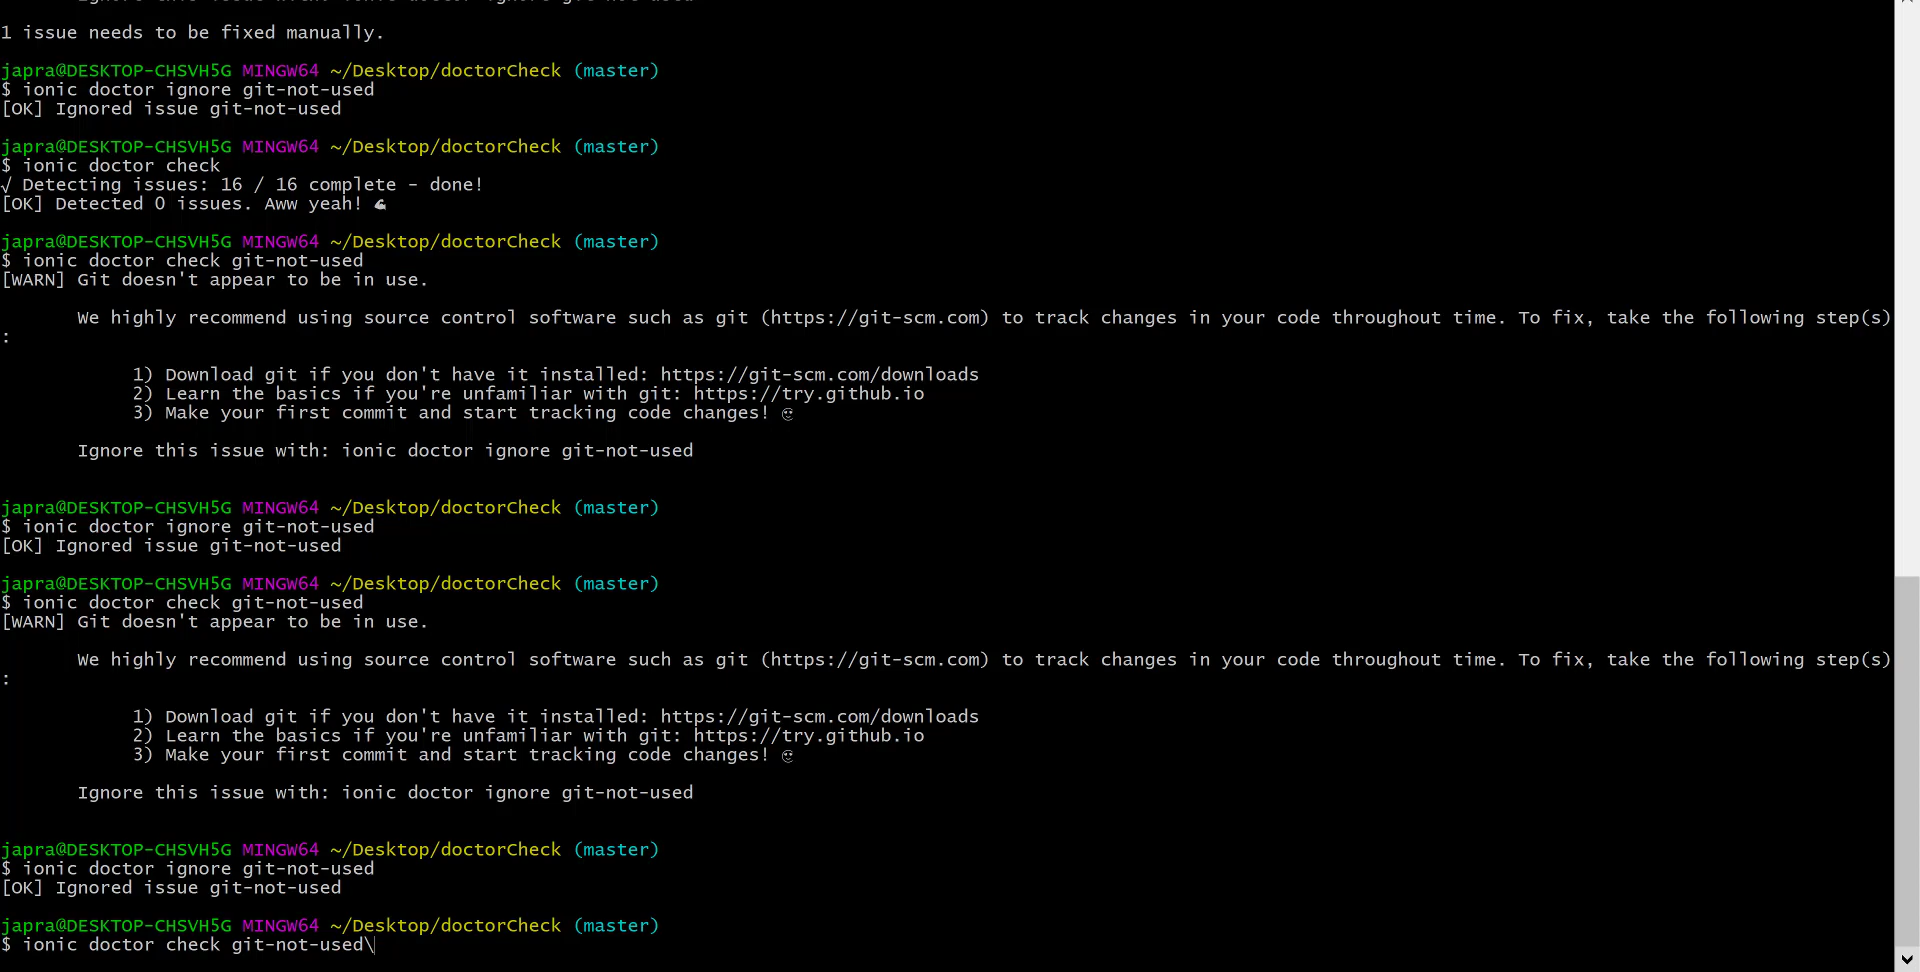 Ignore this issue with: ionic doctor ignore git-not-used
1 issue needs to be fixed manually.
japra@DESKTOP-CHSVH5G MINGW64 ~/Desktop/doctorCheck (master)
$ ionic doctor ignore git-not-used
[OK] Ignored issue git-not-used
japra@DESKTOP-CHSVH5G MINGW64 ~/Desktop/doctorCheck (master)
$ ionic doctor check
√ Detecting issues: 16 / 16 complete - done!
[OK] Detected 0 issues. Aww yeah! 💪
japra@DESKTOP-CHSVH5G MINGW64 ~/Desktop/doctorCheck (master)
$ ionic doctor check git-not-used
[WARN] Git doesn't appear to be in use.
We highly recommend using source control software such as git (https://git-scm.com) to track changes in your code throughout time. To fix, take the following step(s)
:
1) Download git if you don't have it installed: https://git-scm.com/downloads
2) Learn the basics if you're unfamiliar with git: https://try.github.io
3) Make your first commit and start tracking code changes! 😍
Ignore this issue with: ionic doctor ignore git-not-used
japra@DESKTOP-CHSVH5G MINGW64 ~/Desktop/doctorCheck (master)
$ ionic doctor ignore git-not-used
[OK] Ignored issue git-not-used
japra@DESKTOP-CHSVH5G MINGW64 ~/Desktop/doctorCheck (master)
$ ionic doctor check git-not-used
[WARN] Git doesn't appear to be in use.
We highly recommend using source control software such as git (https://git-scm.com) to track changes in your code throughout time. To fix, take the following step(s)
:
1) Download git if you don't have it installed: https://git-scm.com/downloads
2) Learn the basics if you're unfamiliar with git: https://try.github.io
3) Make your first commit and start tracking code changes! 😍
Ignore this issue with: ionic doctor ignore git-not-used
japra@DESKTOP-CHSVH5G MINGW64 ~/Desktop/doctorCheck (master)
$ ionic doctor ignore git-not-used
[OK] Ignored issue git-not-used
japra@DESKTOP-CHSVH5G MINGW64 ~/Desktop/doctorCheck (master)
$ ionic doctor check git-not-used\